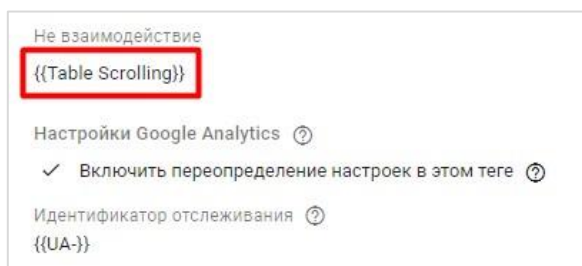 Не взаимодействие
{{Table Scrolling}}
Настройки Google Analytics
Включить переопределение настроек в этом теге
Идентификатор отслеживания
{{UA-}}